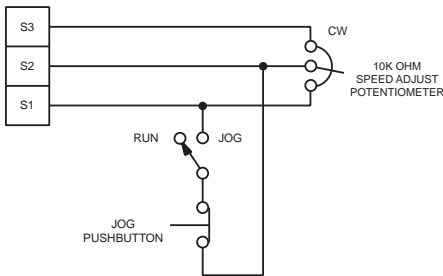 S3
S2
S1
CW
10K OHM
SPEED ADJUST
POTENTIOMETER
RUN
JOG
JOG
PUSHBUTTON